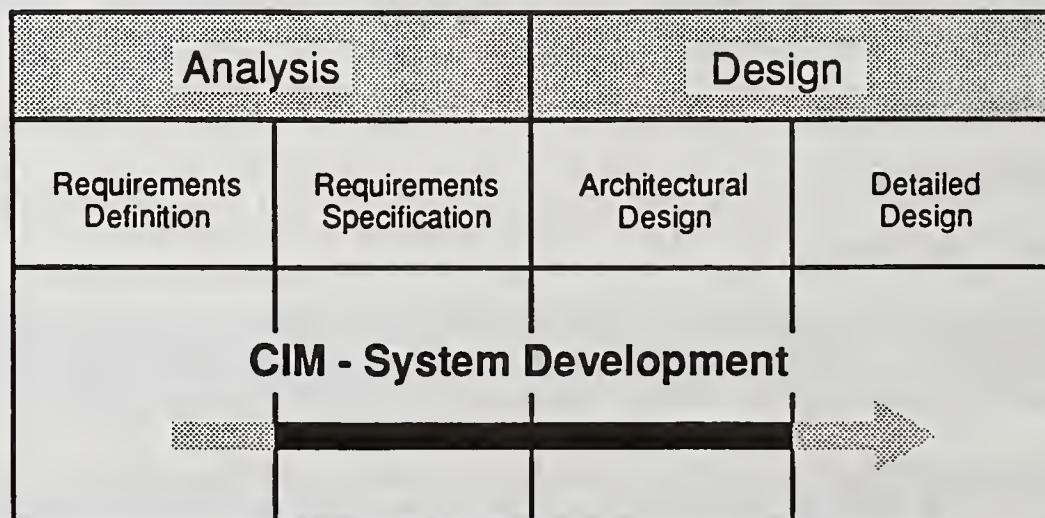 Analysis
Design
Requirements
Definition
Requirements
Specification
Architectural
Design
Detailed
Design
CIM - System Development